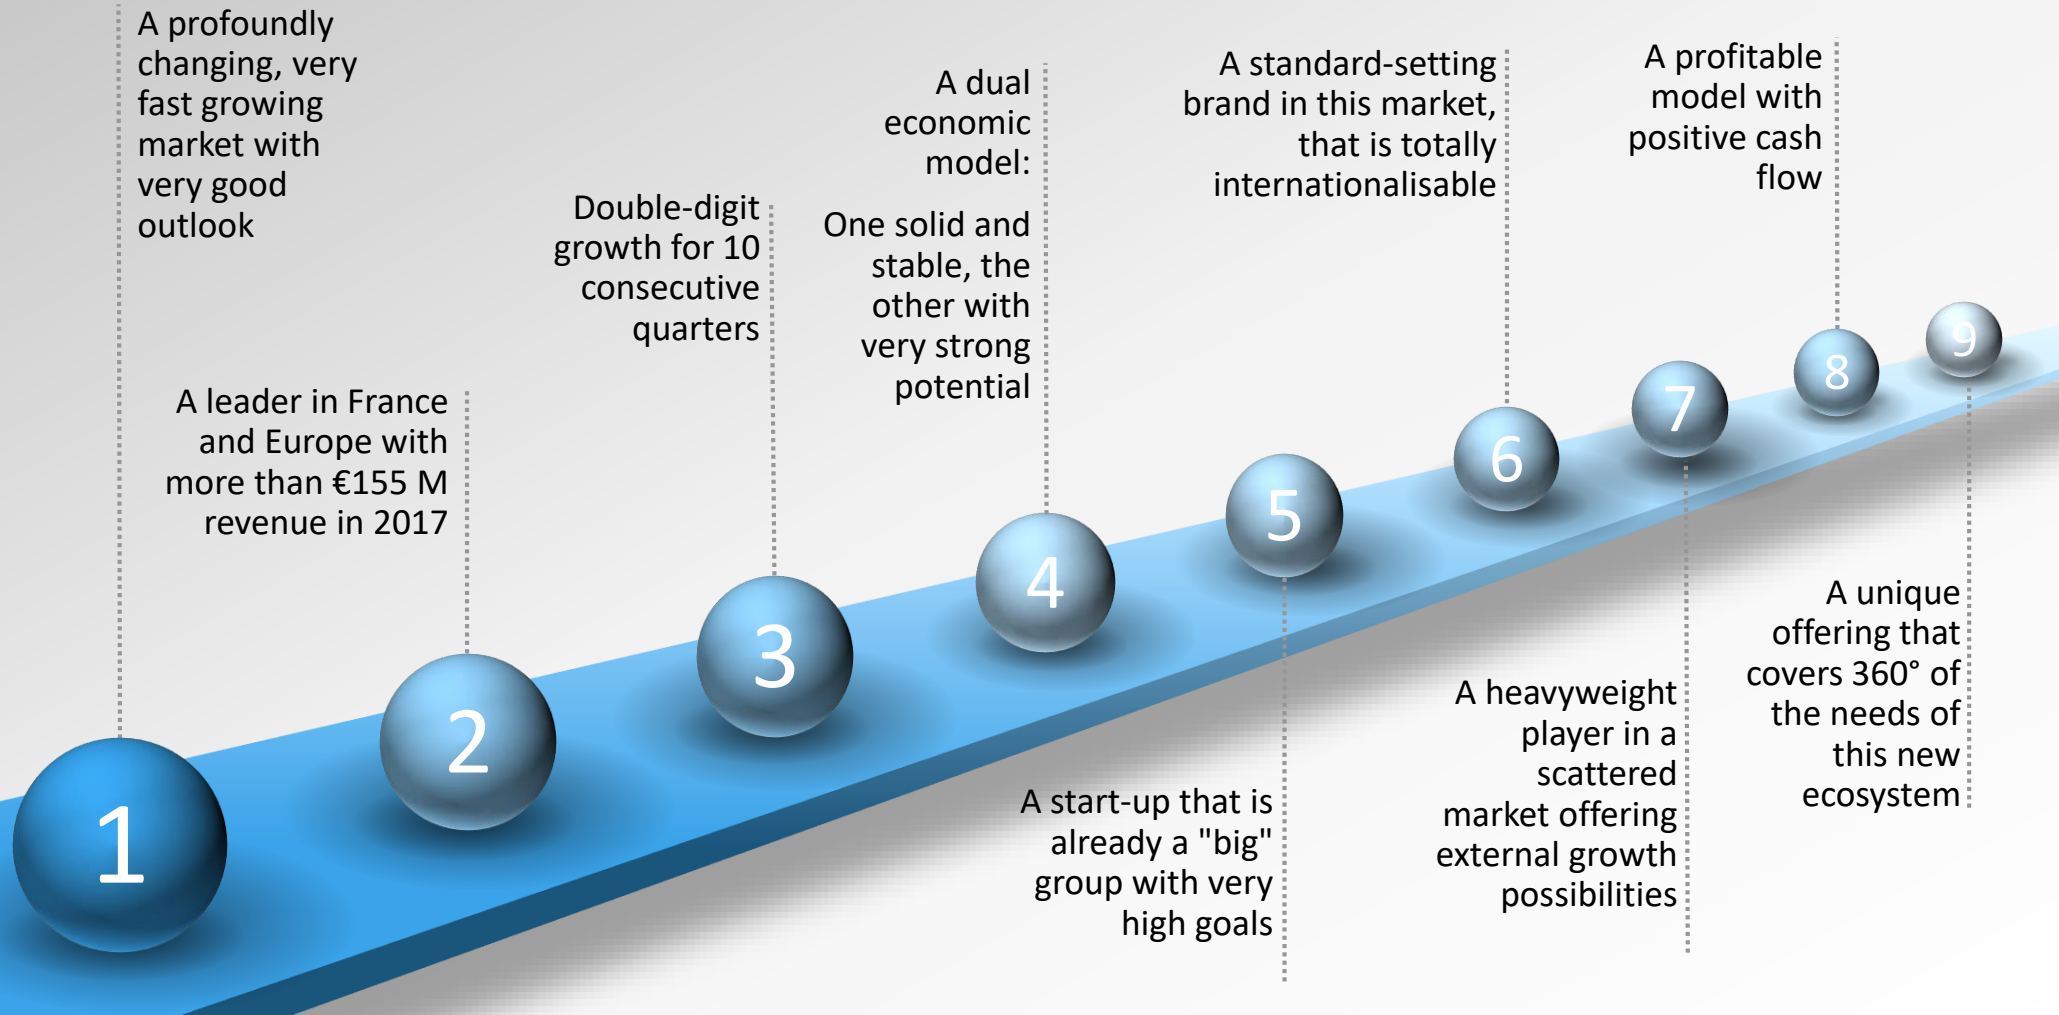 A profoundly
changing, very
fast growing
market with
very good
outlook
1
A leader in France
and Europe with
more than €155 M
revenue in 2017
2
Double-digit
growth for 10
consecutive
quarters
3
A dual
economic
model:
One solid and
stable, the
other with
very strong
potential
4
A start-up that is
already a "big"
group with very
high goals
5
A standard-setting
brand in this market,
that is totally
internationalisable
6
A heavyweight
player in a
scattered
market offering
external growth
possibilities
7
A profitable
model with
positive cash
flow
8
A unique
offering that
covers 360° of
the needs of
this new
ecosystem
9